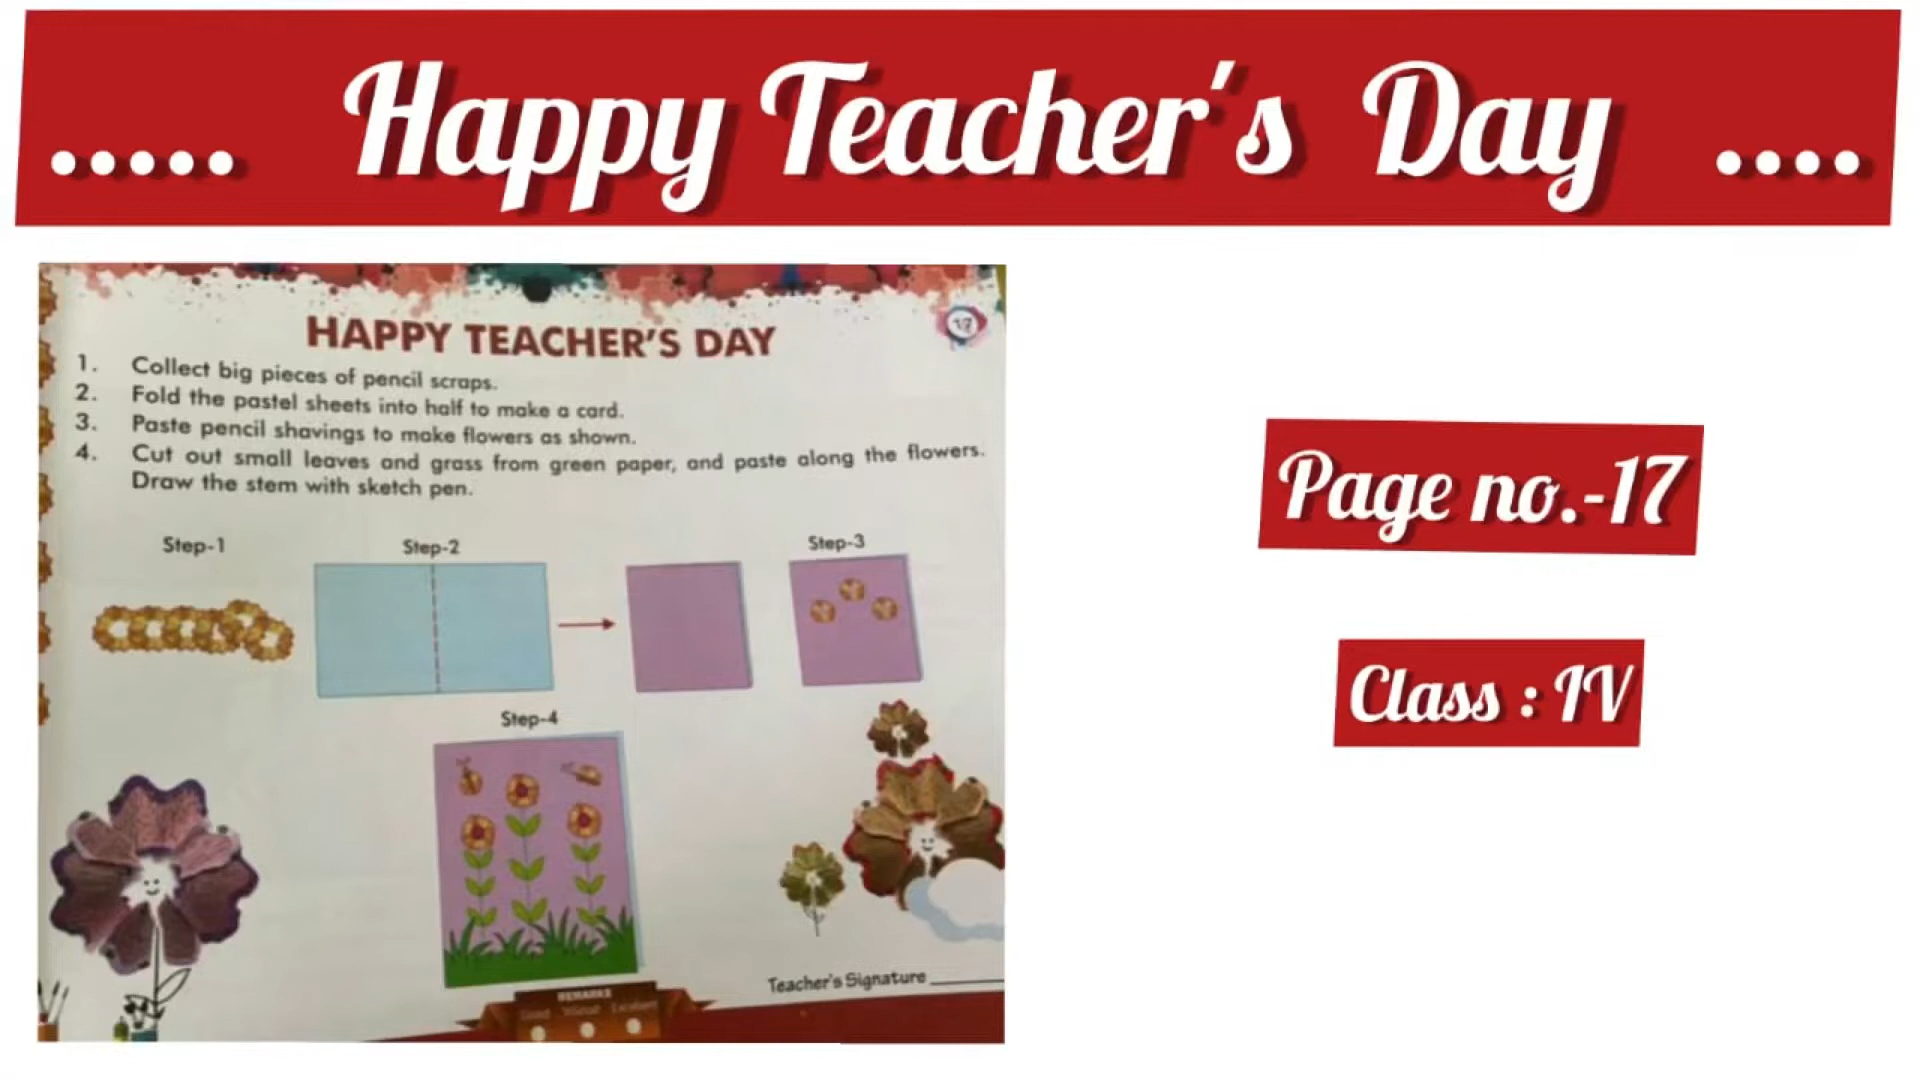 ..... Happy Teacher's Day ....
HAPPY TEACHER'S DAY
17
1. Collect big pieces of pencil scraps.
2. Fold the pastel sheets into half to make a card.
3. Paste pencil shavings to make flowers as shown.
4. Cut out small leaves and grass from green paper, and paste along the flowers.
Draw the stem with sketch pen.
Step-1
Step-2
Step-3
Step-4
Teacher's Signature
REMARKS
Good
Excellent
Page no.-17
Class : IV